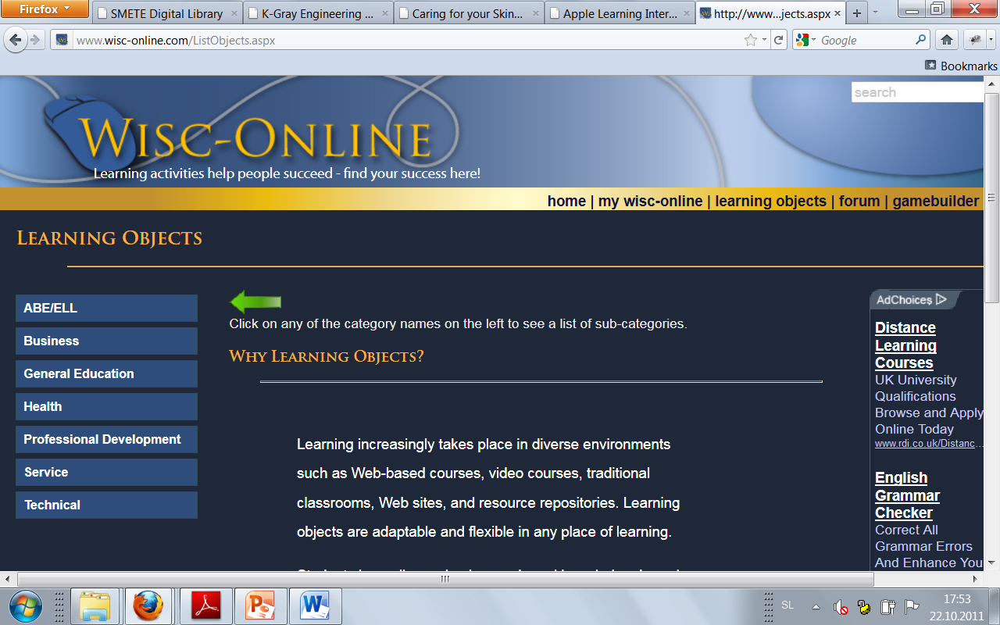 Firefox
SMETE Digital Library
K-Gray Engineering ...
Caring for your Skin...
Apple Learning Inter...
http://www...jects.aspx
www.wisc-online.com/ListObjects.aspx
Google
Bookmarks
search
Wisc-Online
Learning activities help people succeed - find your success here!
home | my wisc-online | learning objects | forum | gamebuilder
Learning Objects
ABE/ELL
Business
General Education
Health
Professional Development
Service
Technical
Click on any of the category names on the left to see a list of sub-categories.
Why Learning Objects?
Learning increasingly takes place in diverse environments
such as Web-based courses, video courses, traditional
classrooms, Web sites, and resource repositories. Learning
objects are adaptable and flexible in any place of learning.
AdChoices
Distance
Learning
Courses
UK University
Qualifications
Browse and Apply
Online Today
www.rdi.co.uk/Distanc...
English
Grammar
Checker
Correct All
Grammar Errors
And Enhance You
SL
17:53
22.10.2011